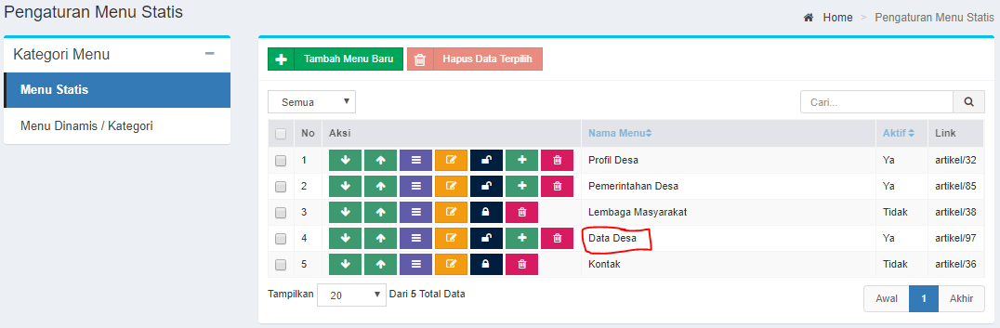 Pengaturan Menu Statis
Home > Pengaturan Menu Statis
Kategori Menu
Menu Statis
Menu Dinamis / Kategori
Tambah Menu Baru Hapus Data Terpilih
Semua Cari...
No Aksi Nama Menu Aktif Link
1 Profil Desa Ya artikel/32
2 Pemerintahan Desa Ya artikel/85
3 Lembaga Masyarakat Tidak artikel/38
4 Data Desa Ya artikel/97
5 Kontak Tidak artikel/36
Tampilkan 20 Dari 5 Total Data
Awal 1 Akhir